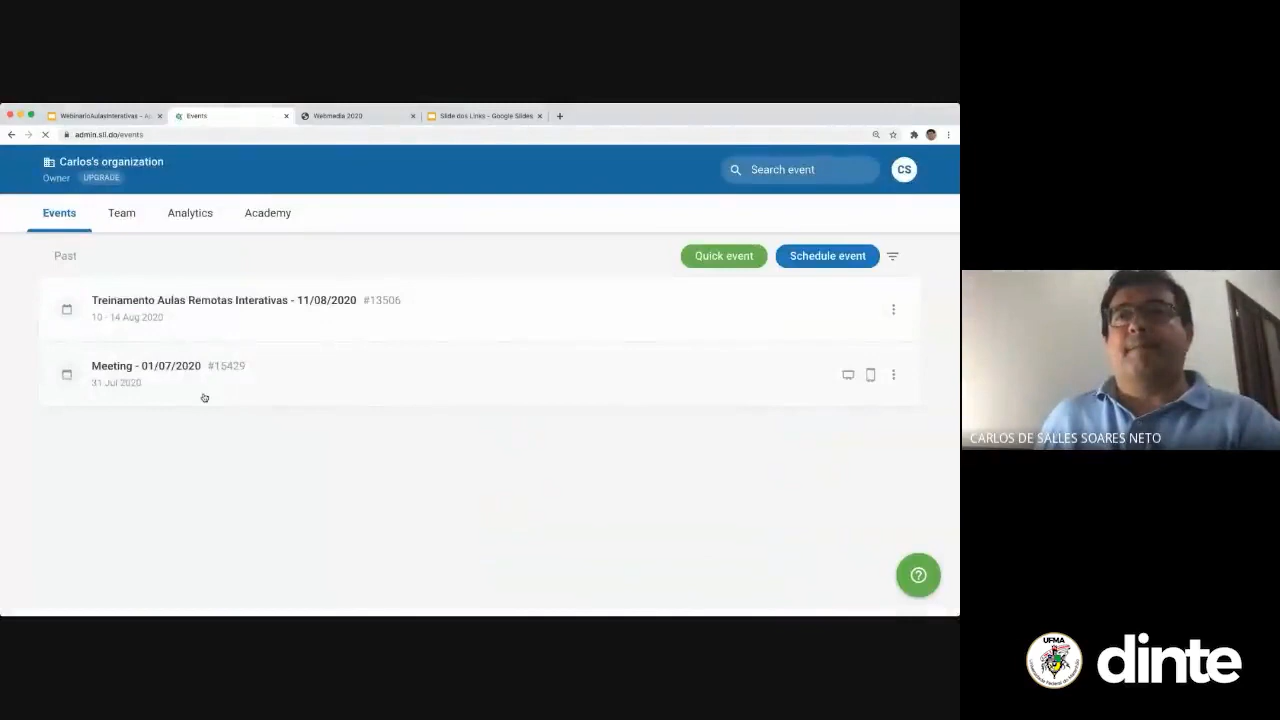 WebinarioAulasInterativas - A
Events
Webmedia 2020
Slide dos Links - Google Slides
admin.sli.do/events
Carlos's organization
Owner UPGRADE
Search event
CS
Events Team Analytics Academy
Past
Quick event
Schedule event
Treinamento Aulas Remotas Interativas - 11/08/2020 #13506
10 - 14 Aug 2020
Meeting - 01/07/2020 #15429
31 Jul 2020
CARLOS DE SALLES SOARES NETO
UFMA
dinte